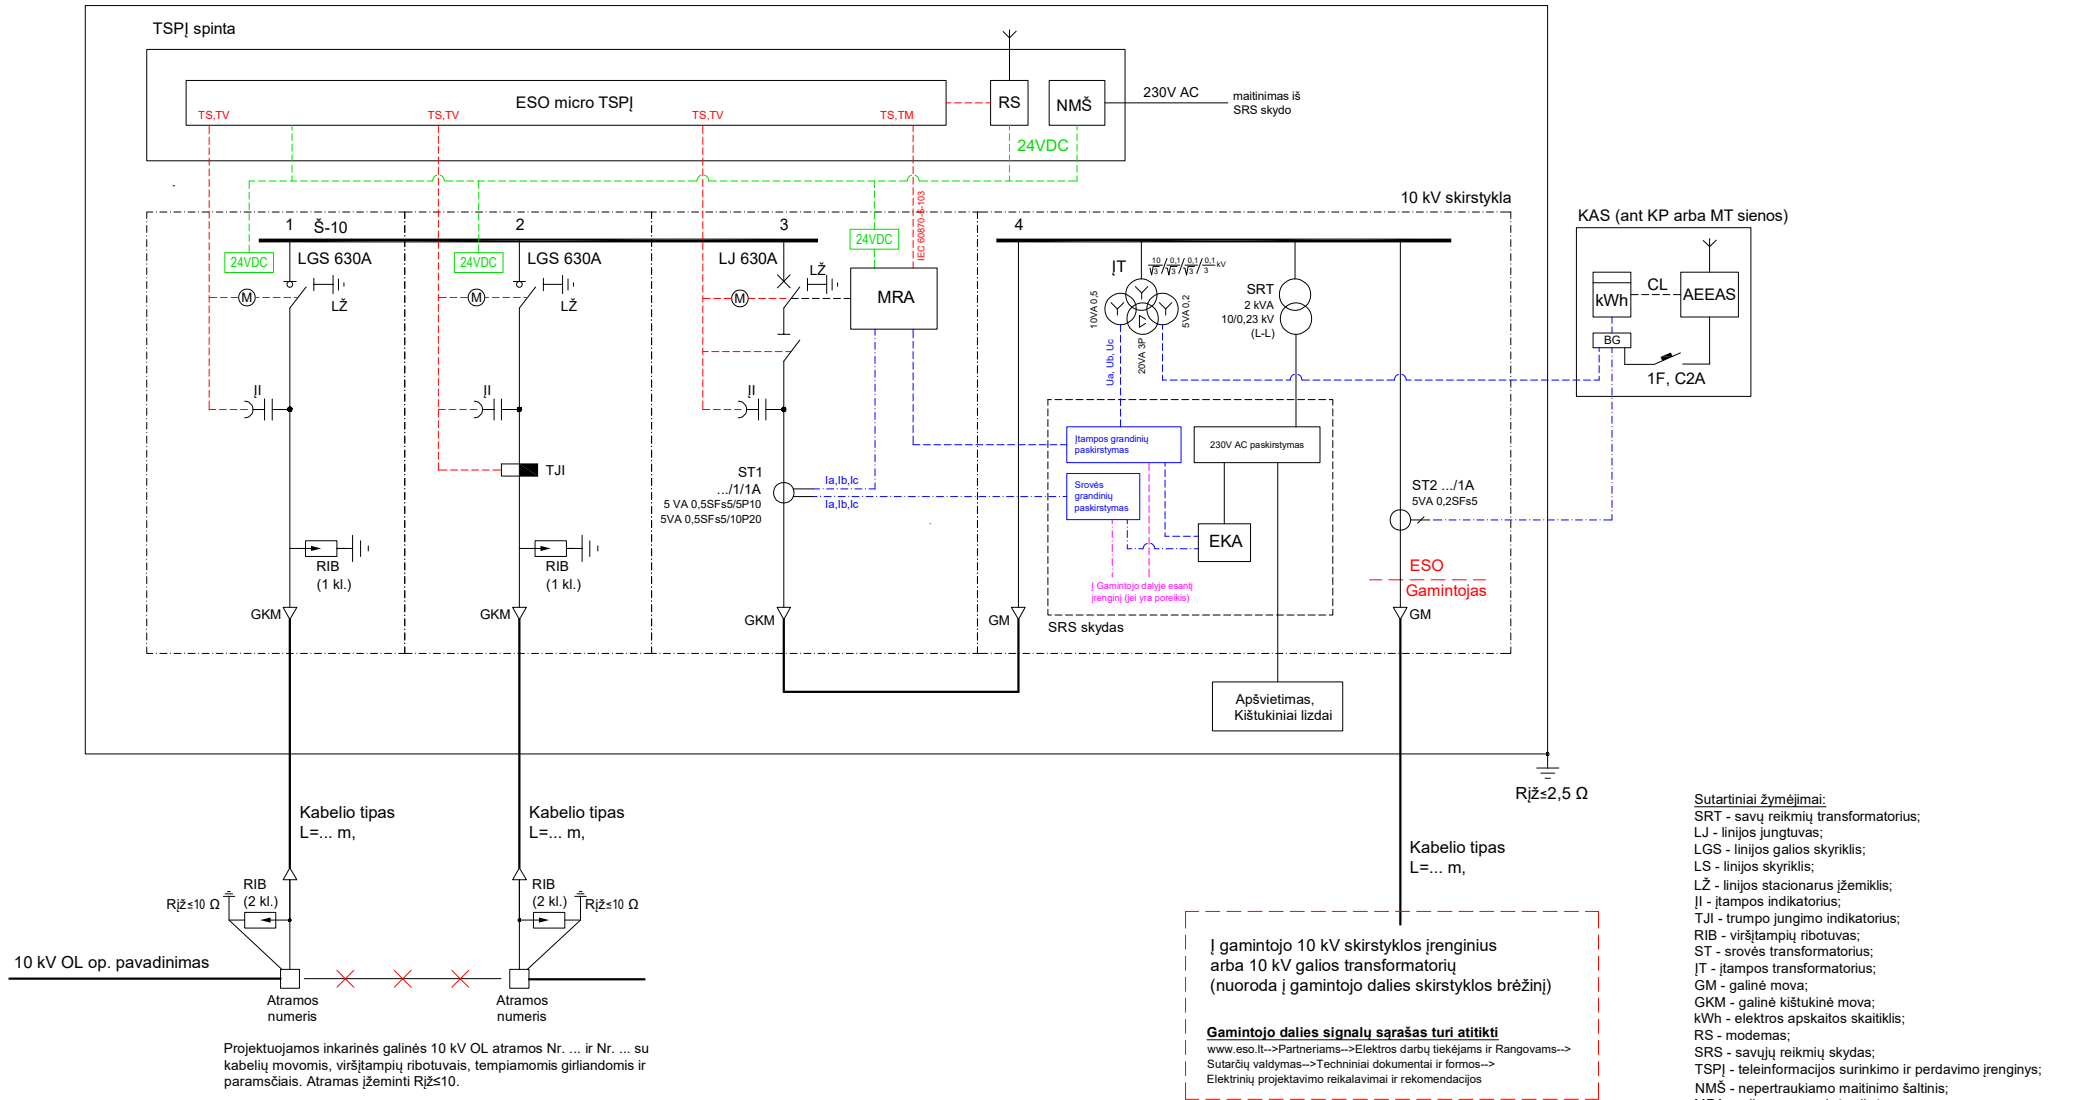 TSPĮ spinta
ESO micro TSPĮ
TS,TV
TS,TV
TS,TV
TS,TM
RS
NMŠ
230V AC
maitinimas iš
SRS skydo
24VDC
IEC 60870-5-103
10 kV skirstykla
1
Š-10
2
3
4
24VDC
LGS 630A
M
LŽ
24VDC
LGS 630A
M
LŽ
LJ 630A
M
LŽ
24VDC
MRA
ĮI
ĮI
ĮI
TJI
ST1
.../1/1A
5 VA 0,5SFs5/5P10
5VA 0,5SFs5/10P20
Ia,Ib,Ic
Ia,Ib,Ic
RIB
(1 kl.)
RIB
(1 kl.)
GKM
GKM
GKM
GM
ĮT
10/√3 / 0,1/√3 / 0,1/√3 / 0,1/3 kV
10VA 0,5
5VA 0,2
20VA 3P
Ua, Ub, Uc
SRT
2 kVA
10/0,23 kV
(L-L)
Įtampos grandinių
paskirstymas
230V AC paskirstymas
Srovės
grandinių
paskirstymas
EKA
Į Gamintojo dalyje esantį
įrenginį (jei yra poreikis)
SRS skydas
Apšvietimas,
Kištukiniai lizdai
ST2 .../1A
5VA 0,2SFs5
ESO
Gamintojas
GM
KAS (ant KP arba MT sienos)
kWh
CL
AEEAS
BG
1F, C2A
Rįž≤2,5 Ω
Kabelio tipas
L=... m,
Kabelio tipas
L=... m,
Kabelio tipas
L=... m,
RIB
(2 kl.)
Rįž≤10 Ω
RIB
(2 kl.)
Rįž≤10 Ω
10 kV OL op. pavadinimas
Atramos
numeris
Atramos
numeris
Projektuojamos inkarinės galinės 10 kV OL atramos Nr. ... ir Nr. ... su
kabelių movomis, viršįtampių ribotuvais, tempiamomis girliandomis ir
paramsčiais. Atramas įžeminti Rįž≤10.
Į gamintojo 10 kV skirstyklos įrenginius
arba 10 kV galios transformatorių
(nuoroda į gamintojo dalies skirstyklos brėžinį)
Gamintojo dalies signalų sąrašas turi atitikti
www.eso.lt-->Partneriams-->Elektros darbų tiekėjams ir Rangovams-->
Sutarčių valdymas-->Techniniai dokumentai ir formos-->
Elektrinių projektavimo reikalavimai ir rekomendacijos
Sutartiniai žymėjimai:
SRT - savų reikmių transformatorius;
LJ - linijos jungtuvas;
LGS - linijos galios skyriklis;
LS - linijos skyriklis;
LŽ - linijos stacionarus įžemiklis;
ĮI - įtampos indikatorius;
TJI - trumpo jungimo indikatorius;
RIB - viršįtampių ribotuvas;
ST - srovės transformatorius;
ĮT - įtampos transformatorius;
GM - galinė mova;
GKM - galinė kištukinė mova;
kWh - elektros apskaitos skaitiklis;
RS - modemas;
SRS - savųjų reikmių skydas;
TSPĮ - teleinformacijos surinkimo ir perdavimo įrenginys;
NMŠ - nepertraukiamo maitinimo šaltinis;